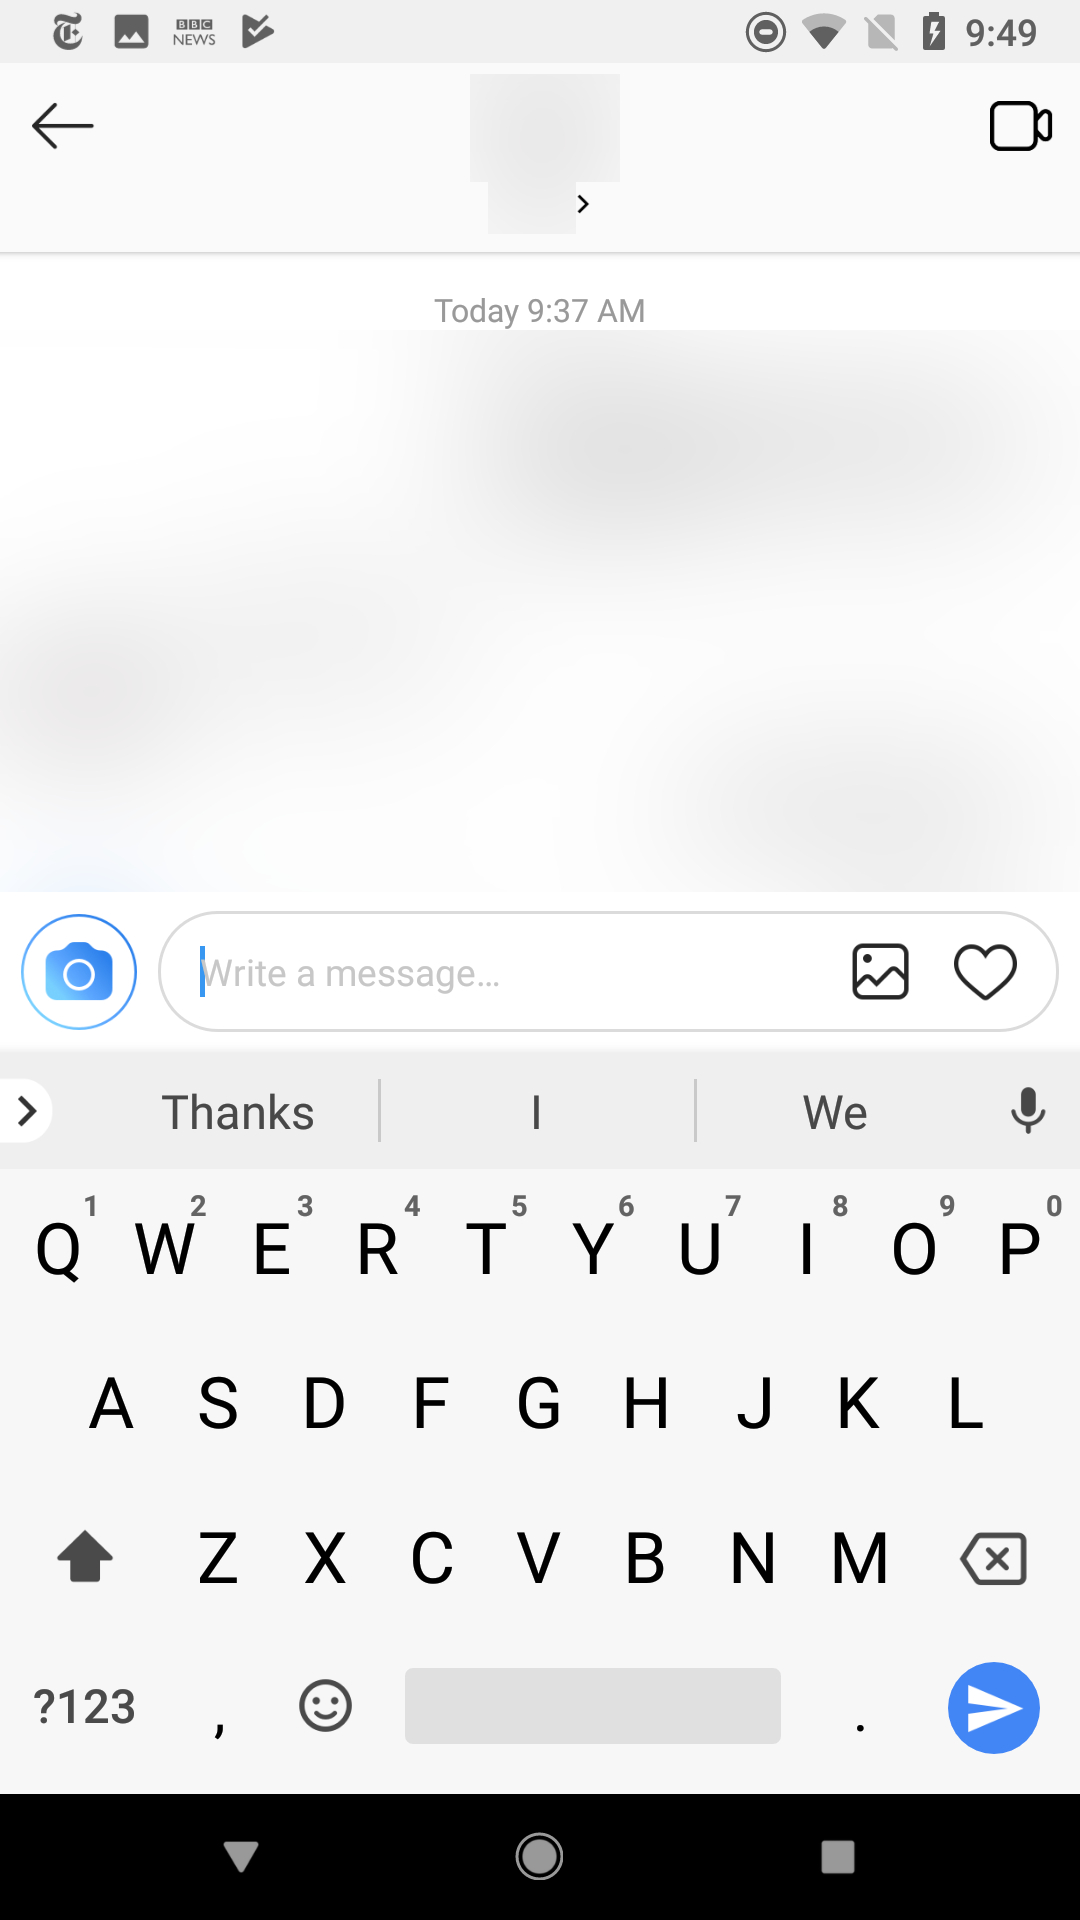 BBC NEWS 9:49
Today 9:37 AM
Write a message...
Thanks I We
1 2 3 4 5 6 7 8 9 0
Q W E R T Y U I O P
A S D F G H J K L
Z X C V B N M
?123 , .